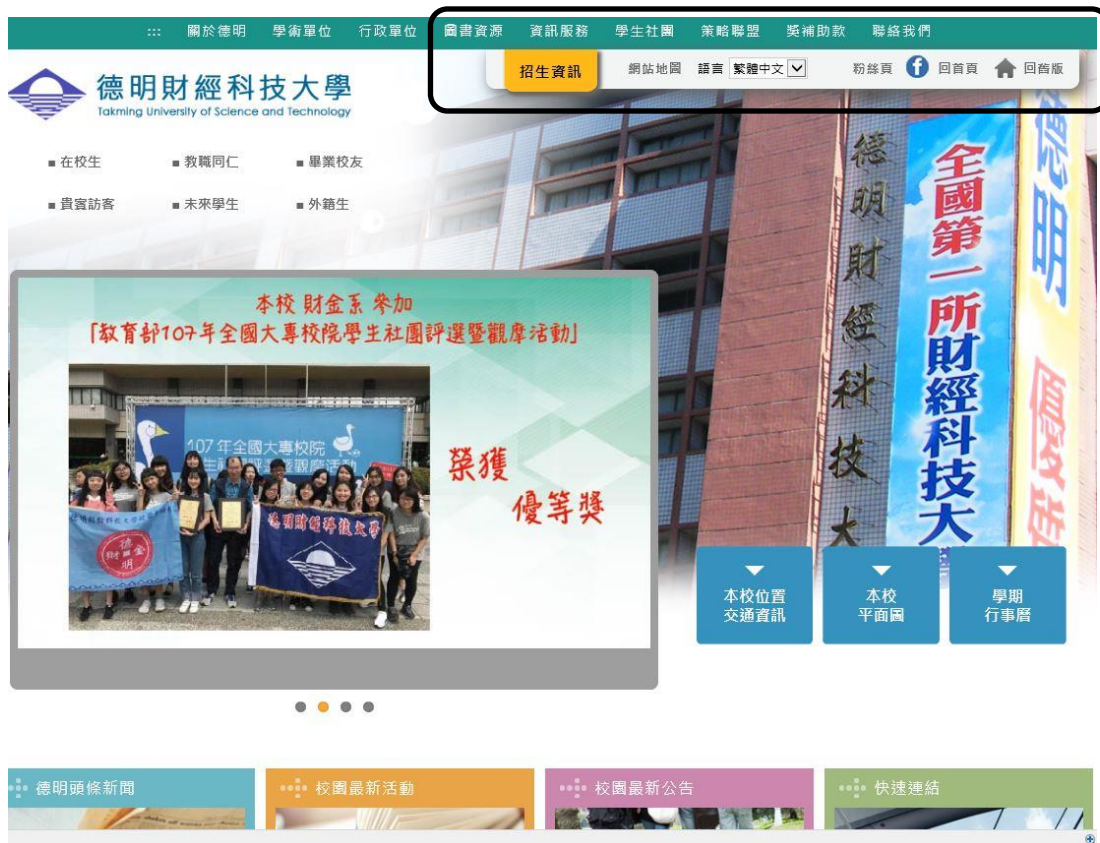 ::: 關於德明 學術單位 行政單位 圖書資源 資訊服務 學生社團 策略聯盟 獎補助款 聯絡我們
招生資訊 網站地圖 語言 繁體中文 粉絲頁 回首頁 回舊版
德明財經科技大學
Takming University of Science and Technology
■ 在校生 ■ 教職同仁 ■ 畢業校友
■ 貴賓訪客 ■ 未來學生 ■ 外籍生
本校 財金系 參加
「教育部107年全國大專校院學生社團評選暨觀摩活動」
107年全國大專校院
德明財經科技大學
榮獲
優等獎
德明財經科技大
全國第一所財經科技大
德明 優
本校位置
交通資訊
本校
平面圖
學期
行事曆
德明頭條新聞 校園最新活動 校園最新公告 快速連結